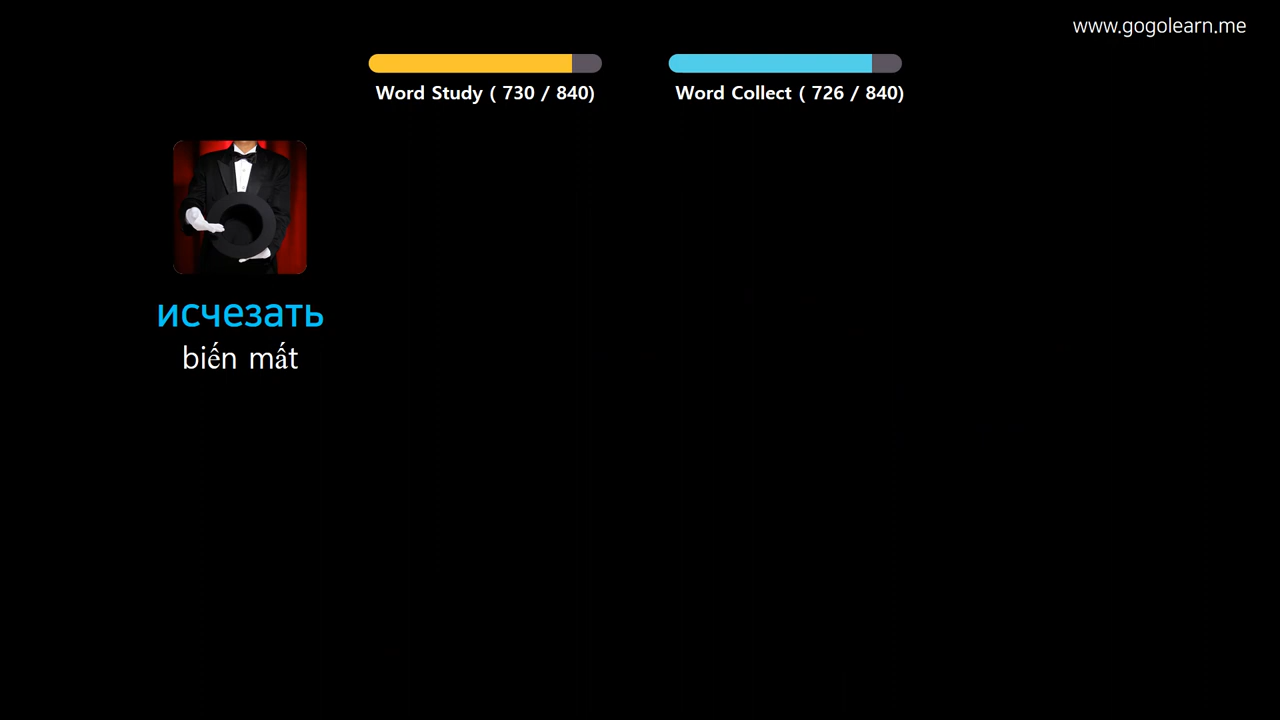 www.gogolearn.me
Word Study ( 730 / 840)
Word Collect ( 726 / 840)
исчезать
biến mất